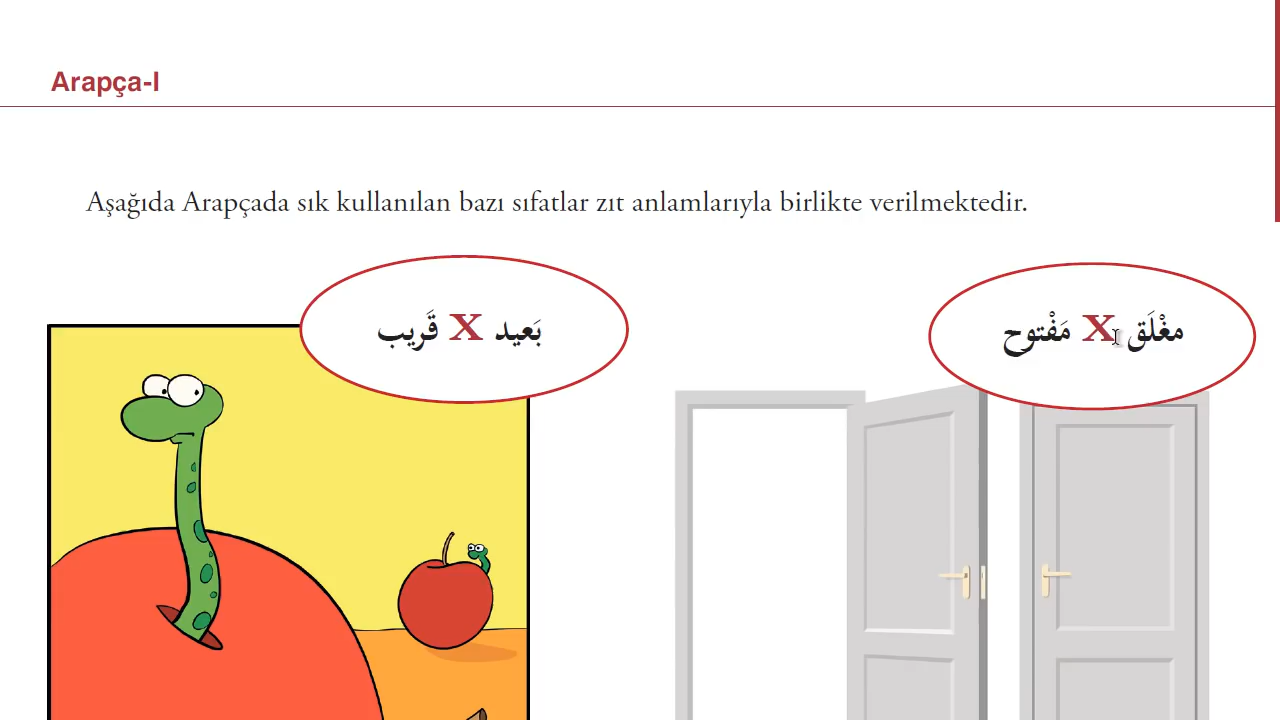 Arapça-I
Aşağıda Arapçada sık kullanılan bazı sıfatlar zıt anlamlarıyla birlikte verilmektedir.
بَعيد X قَريب
مغْلَق X مَفْتوح